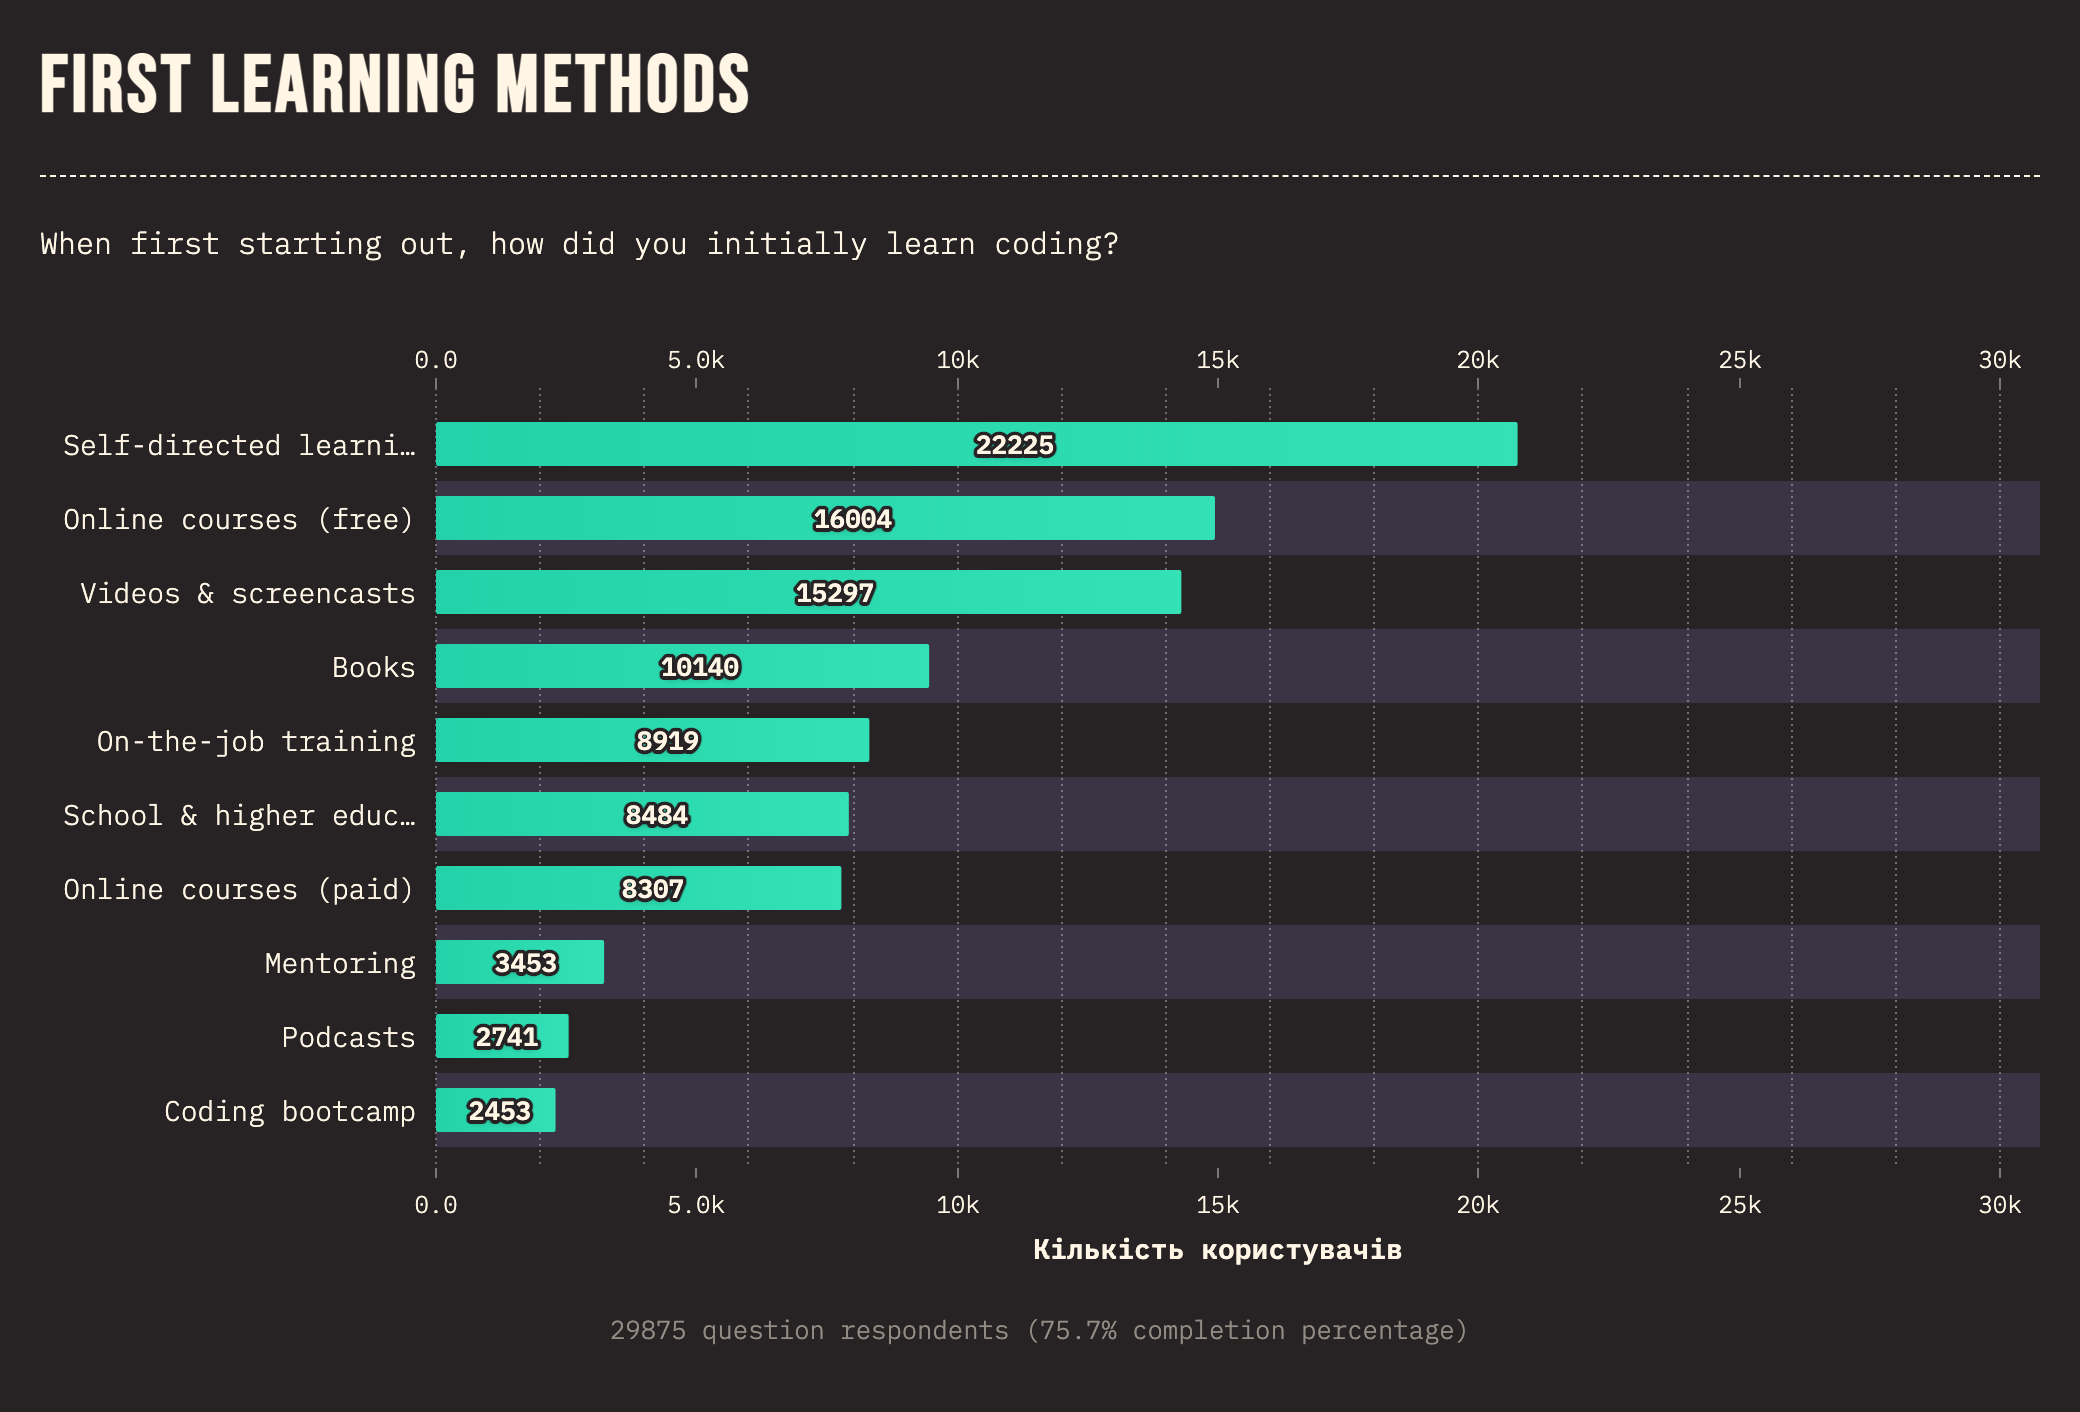 FIRST LEARNING METHODS
When first starting out, how did you initially learn coding?
0.0 5.0k 10k 15k 20k 25k 30k
Self-directed learni… 22225
Online courses (free) 16004
Videos & screencasts 15297
Books 10140
On-the-job training 8919
School & higher educ… 8484
Online courses (paid) 8307
Mentoring 3453
Podcasts 2741
Coding bootcamp 2453
0.0 5.0k 10k 15k 20k 25k 30k
Кількість користувачів
29875 question respondents (75.7% completion percentage)